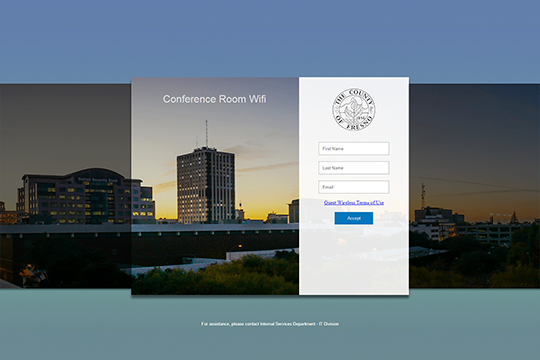 Conference Room Wifi
THE COUNTY
OF FRESNO
First Name
Last Name
Email
Guest Wireless Terms of Use
Accept
For assistance, please contact Internal Services Department - IT Division